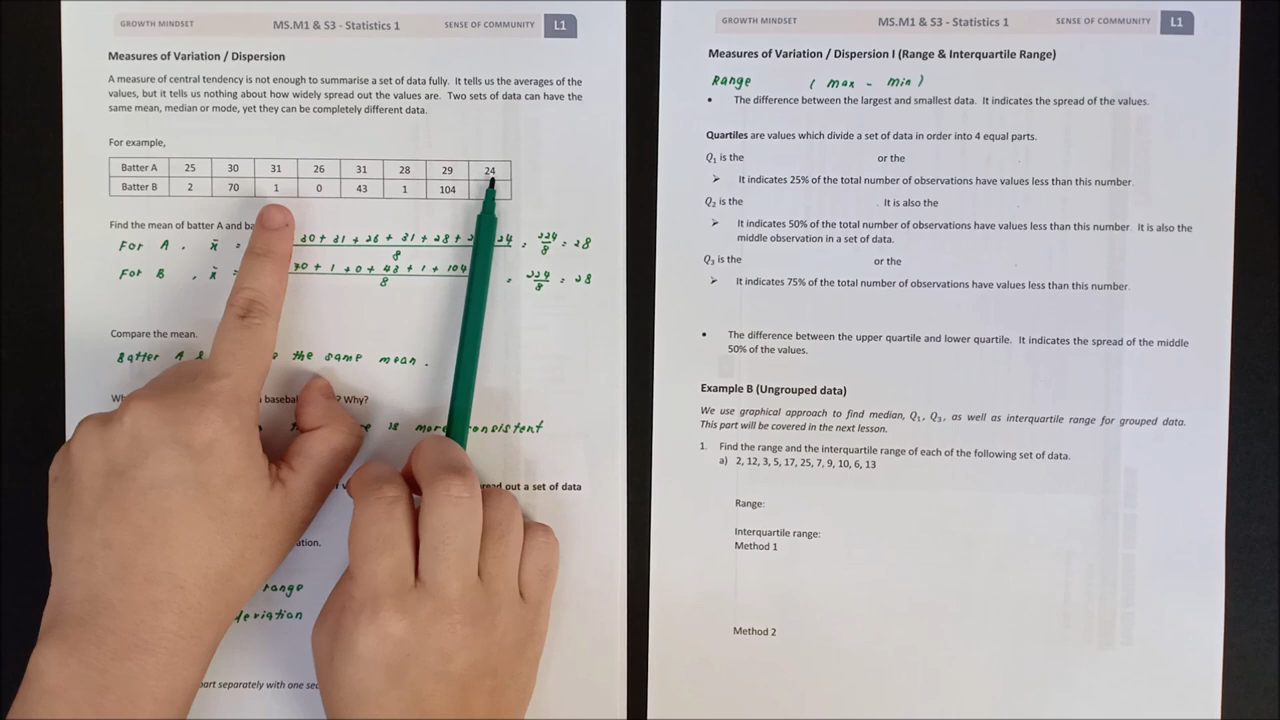 GROWTH MINDSET MS.M1 & S3 - Statistics 1 SENSE OF COMMUNITY L1
Measures of Variation / Dispersion
A measure of central tendency is not enough to summarise a set of data fully. It tells us the averages of the
values, but it tells us nothing about how widely spread out the values are. Two sets of data can have the
same mean, median or mode, yet they can be completely different data.
For example,
Batter A 25 30 31 26 31 28 29 24
Batter B 2 70 1 0 43 1 104
Find the mean of batter A and
For A , x̄ = 30 + 31 + 26 + 31 + 28 + 24 = 224/8 = 28
8
For B , x̄ = 70 + 1 + 0 + 43 + 1 + 104 = 224/8 = 28
8
Compare the mean.
Batter A & the same mean .
baseball ? Why?
is more consistent
spread out a set of data
range
deviation
part separately with one
GROWTH MINDSET MS.M1 & S3 - Statistics 1 SENSE OF COMMUNITY L1
Measures of Variation / Dispersion I (Range & Interquartile Range)
Range ( max - min )
• The difference between the largest and smallest data. It indicates the spread of the values.
Quartiles are values which divide a set of data in order into 4 equal parts.
Q1 is the or the
➢ It indicates 25% of the total number of observations have values less than this number.
Q2 is the . It is also the
➢ It indicates 50% of the total number of observations have values less than this number. It is also the
middle observation in a set of data.
Q3 is the or the
➢ It indicates 75% of the total number of observations have values less than this number.
• The difference between the upper quartile and lower quartile. It indicates the spread of the middle
50% of the values.
Example B (Ungrouped data)
We use graphical approach to find median, Q1, Q3, as well as interquartile range for grouped data.
This part will be covered in the next lesson.
1. Find the range and the interquartile range of each of the following set of data.
a) 2, 12, 3, 5, 17, 25, 7, 9, 10, 6, 13
Range:
Interquartile range:
Method 1
Method 2